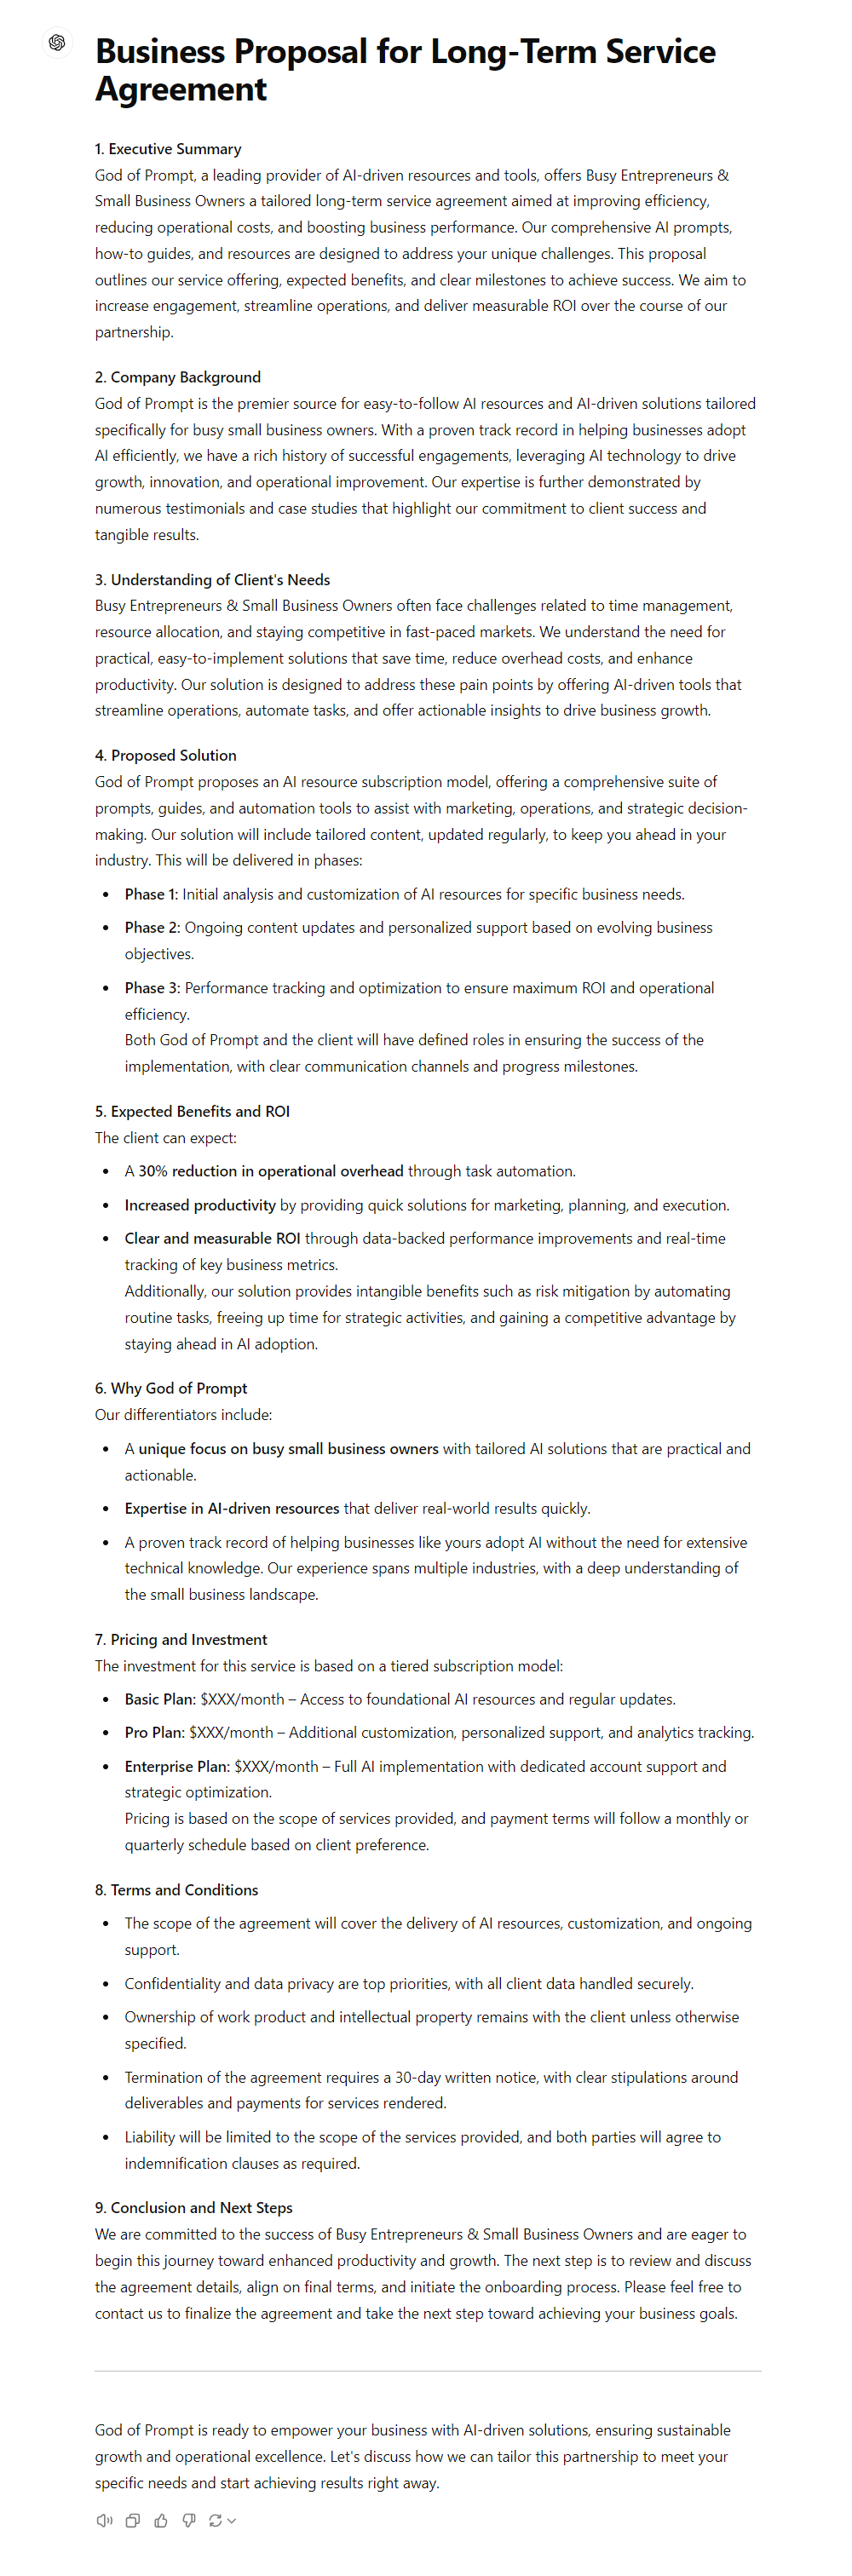 Business Proposal for Long-Term Service
Agreement
1. Executive Summary
God of Prompt, a leading provider of AI-driven resources and tools, offers Busy Entrepreneurs &
Small Business Owners a tailored long-term service agreement aimed at improving efficiency,
reducing operational costs, and boosting business performance. Our comprehensive AI prompts,
how-to guides, and resources are designed to address your unique challenges. This proposal
outlines our service offering, expected benefits, and clear milestones to achieve success. We aim to
increase engagement, streamline operations, and deliver measurable ROI over the course of our
partnership.
2. Company Background
God of Prompt is the premier source for easy-to-follow AI resources and AI-driven solutions tailored
specifically for busy small business owners. With a proven track record in helping businesses adopt
AI efficiently, we have a rich history of successful engagements, leveraging AI technology to drive
growth, innovation, and operational improvement. Our expertise is further demonstrated by
numerous testimonials and case studies that highlight our commitment to client success and
tangible results.
3. Understanding of Client's Needs
Busy Entrepreneurs & Small Business Owners often face challenges related to time management,
resource allocation, and staying competitive in fast-paced markets. We understand the need for
practical, easy-to-implement solutions that save time, reduce overhead costs, and enhance
productivity. Our solution is designed to address these pain points by offering AI-driven tools that
streamline operations, automate tasks, and offer actionable insights to drive business growth.
4. Proposed Solution
God of Prompt proposes an AI resource subscription model, offering a comprehensive suite of
prompts, guides, and automation tools to assist with marketing, operations, and strategic decision-
making. Our solution will include tailored content, updated regularly, to keep you ahead in your
industry. This will be delivered in phases:
• Phase 1: Initial analysis and customization of AI resources for specific business needs.
• Phase 2: Ongoing content updates and personalized support based on evolving business
objectives.
• Phase 3: Performance tracking and optimization to ensure maximum ROI and operational
efficiency.
Both God of Prompt and the client will have defined roles in ensuring the success of the
implementation, with clear communication channels and progress milestones.
5. Expected Benefits and ROI
The client can expect:
• A 30% reduction in operational overhead through task automation.
• Increased productivity by providing quick solutions for marketing, planning, and execution.
• Clear and measurable ROI through data-backed performance improvements and real-time
tracking of key business metrics.
Additionally, our solution provides intangible benefits such as risk mitigation by automating
routine tasks, freeing up time for strategic activities, and gaining a competitive advantage by
staying ahead in AI adoption.
6. Why God of Prompt
Our differentiators include:
• A unique focus on busy small business owners with tailored AI solutions that are practical and
actionable.
• Expertise in AI-driven resources that deliver real-world results quickly.
• A proven track record of helping businesses like yours adopt AI without the need for extensive
technical knowledge. Our experience spans multiple industries, with a deep understanding of
the small business landscape.
7. Pricing and Investment
The investment for this service is based on a tiered subscription model:
• Basic Plan: $XXX/month – Access to foundational AI resources and regular updates.
• Pro Plan: $XXX/month – Additional customization, personalized support, and analytics tracking.
• Enterprise Plan: $XXX/month – Full AI implementation with dedicated account support and
strategic optimization.
Pricing is based on the scope of services provided, and payment terms will follow a monthly or
quarterly schedule based on client preference.
8. Terms and Conditions
• The scope of the agreement will cover the delivery of AI resources, customization, and ongoing
support.
• Confidentiality and data privacy are top priorities, with all client data handled securely.
• Ownership of work product and intellectual property remains with the client unless otherwise
specified.
• Termination of the agreement requires a 30-day written notice, with clear stipulations around
deliverables and payments for services rendered.
• Liability will be limited to the scope of the services provided, and both parties will agree to
indemnification clauses as required.
9. Conclusion and Next Steps
We are committed to the success of Busy Entrepreneurs & Small Business Owners and are eager to
begin this journey toward enhanced productivity and growth. The next step is to review and discuss
the agreement details, align on final terms, and initiate the onboarding process. Please feel free to
contact us to finalize the agreement and take the next step toward achieving your business goals.
God of Prompt is ready to empower your business with AI-driven solutions, ensuring sustainable
growth and operational excellence. Let's discuss how we can tailor this partnership to meet your
specific needs and start achieving results right away.